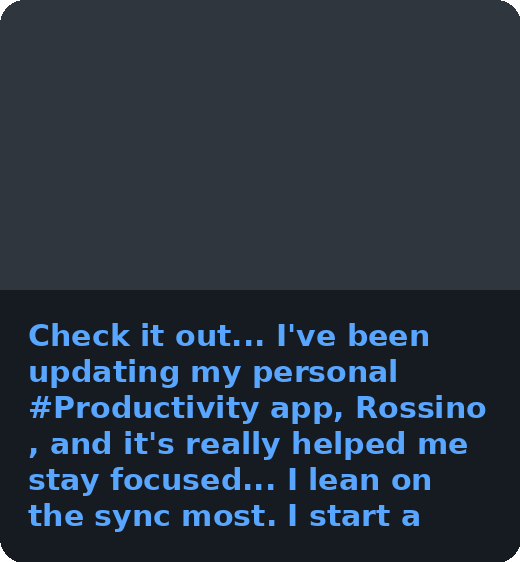 Check it out... I've been
updating my personal
#Productivity app, Rossino
, and it's really helped me
stay focused... I lean on
the sync most. I start a